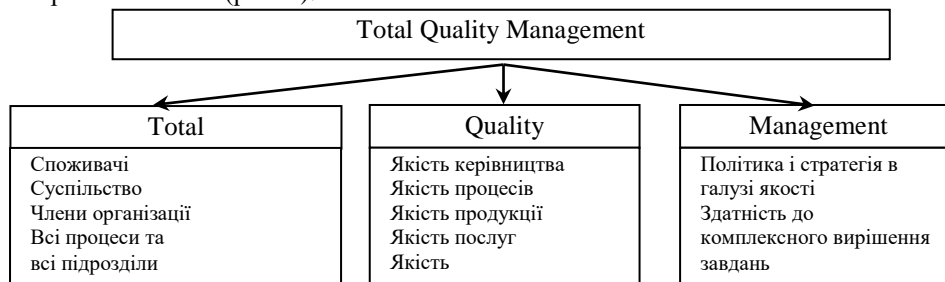 Total Quality Management
Total
Споживачі
Суспільство
Члени організації
Всі процеси та
всі підрозділи
Quality
Якість керівництва
Якість процесів
Якість продукції
Якість послуг
Якість
Management
Політика і стратегія в
галузі якості
Здатність до
комплексного вирішення
завдань